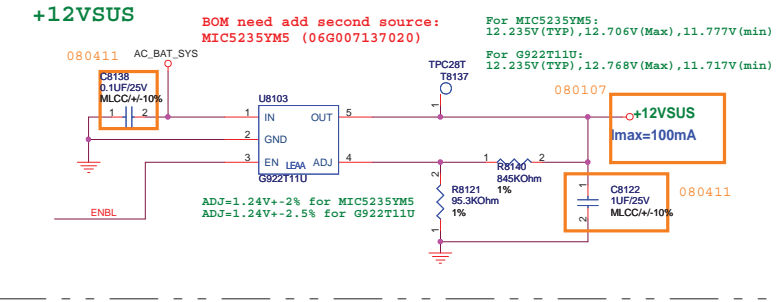 +12VSUS
BOM need add second source:
MIC5235YM5 (06G007137020)
For MIC5235YM5:
12.235V(TYP),12.706V(Max),11.777V(min)
For G922T11U:
12.235V(TYP),12.768V(Max),11.717V(min)
080411
AC_BAT_SYS
C8138
0.1UF/25V
MLCC/+/-10%
1 2
TPC28T
T8137
1
080107
+12VSUS
Imax=100mA
U8103
1 IN OUT 5
2 GND
3 EN LEAA ADJ 4
G922T11U
1 2
R8140
845KOhm
1%
2
R8121
95.3KOhm
1%
1
1
C8122
1UF/25V
MLCC/+/-10%
2
080411
ADJ=1.24V+-2% for MIC5235YM5
ADJ=1.24V+-2.5% for G922T11U
ENBL